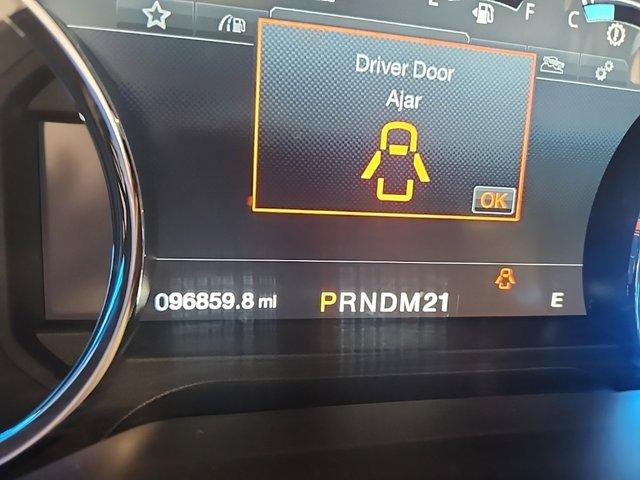 E F C
Driver Door
Ajar
OK
096859.8 mi PRNDM21 E